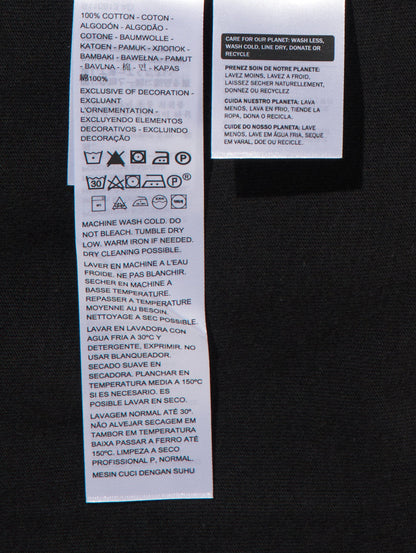 100% COTTON - COTON -
ALGODÓN - ALGODÃO -
COTONE - BAUMWOLLE -
KATOEN - PAMUK - ХЛОПОК -
BAMBAKI - BAWEŁNA - PAMUT
- BAVLNA - 棉 - 면 - KAPAS
綿100%
EXCLUSIVE OF DECORATION -
EXCLUANT
L'ORNEMENTATION -
EXCLUYENDO ELEMENTOS
DECORATIVOS - EXCLUINDO
DECORAÇÃO
30
MACHINE WASH COLD. DO
NOT BLEACH. TUMBLE DRY
LOW. WARM IRON IF NEEDED.
DRY CLEANING POSSIBLE.
LAVER EN MACHINE A L'EAU
FROIDE. NE PAS BLANCHIR.
SECHER EN MACHINE A
BASSE TEMPERATURE.
REPASSER A TEMPERATURE
MOYENNE AU BESOIN.
NETTOYAGE A SEC POSSIBLE.
LAVAR EN LAVADORA CON
AGUA FRIA A 30ºC Y
DETERGENTE, EXPRIMIR. NO
USAR BLANQUEADOR.
SECADO SUAVE EN
SECADORA. PLANCHAR EN
TEMPERATURA MEDIA A 150ºC
SI ES NECESARIO. ES
POSIBLE LAVAR EN SECO.
LAVAGEM NORMAL ATÉ 30º.
NÃO ALVEJAR SECAGEM EM
TAMBOR EM TEMPERATURA
BAIXA PASSAR A FERRO ATÉ
150ºC. LIMPEZA A SECO
PROFISSIONAL P, NORMAL.
MESIN CUCI DENGAN SUHU
CARE FOR OUR PLANET: WASH LESS,
WASH COLD, LINE DRY, DONATE OR
RECYCLE
PRENEZ SOIN DE NOTRE PLANETE:
LAVEZ MOINS, LAVEZ A FROID,
LAISSEZ SECHER NATURELLEMENT,
DONNEZ OU RECYCLEZ
CUIDA NUESTRO PLANETA: LAVA
MENOS, LAVA EN FRIO, TIENDE LA
ROPA, DONA O RECICLA.
CUIDE DO NOSSO PLANETA: LAVE
MENOS, LAVE EM ÁGUA FRIA, SEQUE
EM VARAL, DOE OU RECICLE.